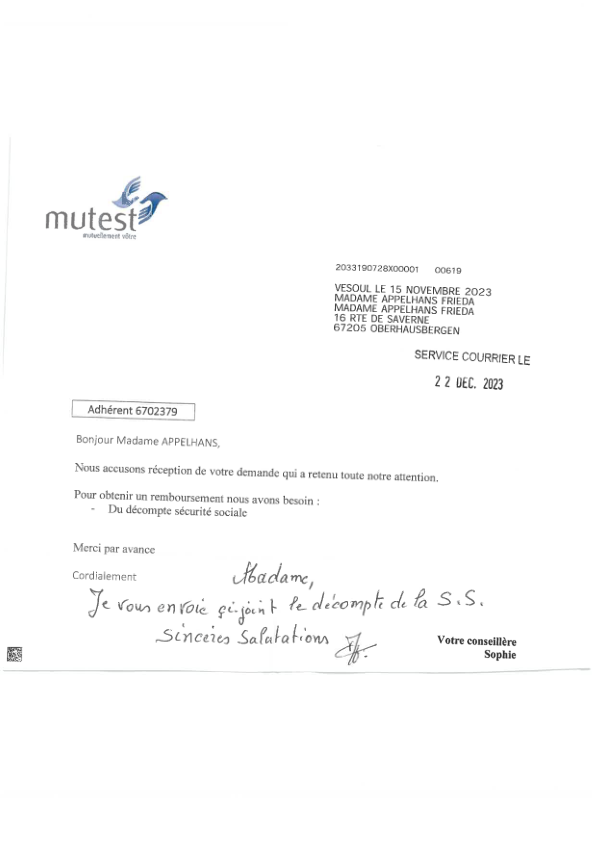 mutest
mutuellement vôtre
2033190728X00001 00619
VESOUL LE 15 NOVEMBRE 2023
MADAME APPELHANS FRIEDA
MADAME APPELHANS FRIEDA
16 RTE DE SAVERNE
67205 OBERHAUSBERGEN
SERVICE COURRIER LE
22 DEC. 2023
Adhérent 6702379
Bonjour Madame APPELHANS,
Nous accusons réception de votre demande qui a retenu toute notre attention.
Pour obtenir un remboursement nous avons besoin :
- Du décompte sécurité sociale
Merci par avance
Cordialement
Madame,
Je vous envoie çi-joint le décompte de la S.S.
Sincères Salutations
Votre conseillère
Sophie